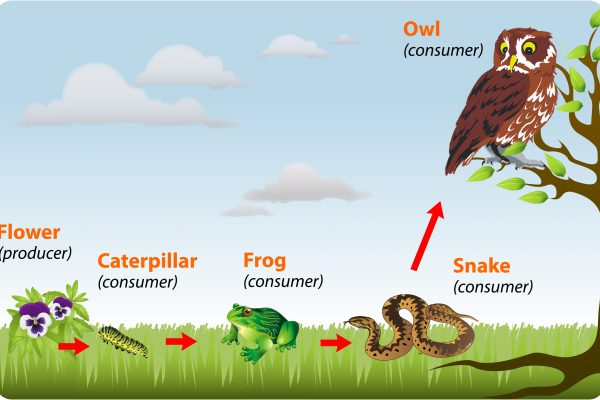 Owl
(consumer)
Flower
(producer)
Caterpillar
(consumer)
Frog
(consumer)
Snake
(consumer)